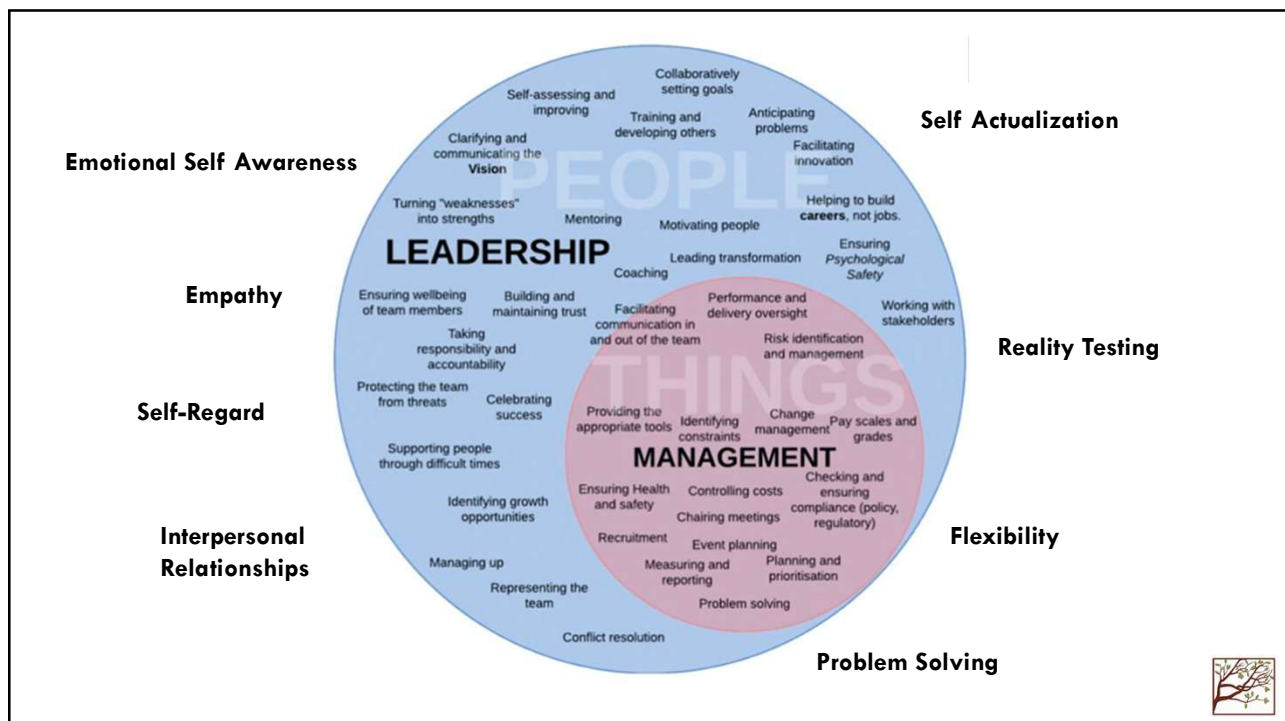 Collaboratively
setting goals
Self-assessing and
improving
Training and
developing others
Anticipating
problems
Self Actualization
Clarifying and
communicating the
Vision
Facilitating
innovation
Emotional Self Awareness
PEOPLE
Turning "weaknesses"
into strengths
Mentoring
Motivating people
Helping to build
careers, not jobs.
LEADERSHIP
Leading transformation
Ensuring
Psychological
Safety
Coaching
Empathy
Ensuring wellbeing
of team members
Building and
maintaining trust
Facilitating
communication in
and out of the team
Performance and
delivery oversight
Working with
stakeholders
Taking
responsibility and
accountability
Risk identification
and management
Reality Testing
THINGS
Protecting the team
from threats
Celebrating
success
Self-Regard
Providing the
appropriate tools
Identifying
constraints
Change
management
Pay scales and
grades
Supporting people
through difficult times
MANAGEMENT
Ensuring Health
and safety
Controlling costs
Checking and
ensuring
compliance (policy,
regulatory)
Identifying growth
opportunities
Chairing meetings
Interpersonal
Relationships
Recruitment
Event planning
Flexibility
Managing up
Measuring and
reporting
Planning and
prioritisation
Representing the
team
Problem solving
Conflict resolution
Problem Solving